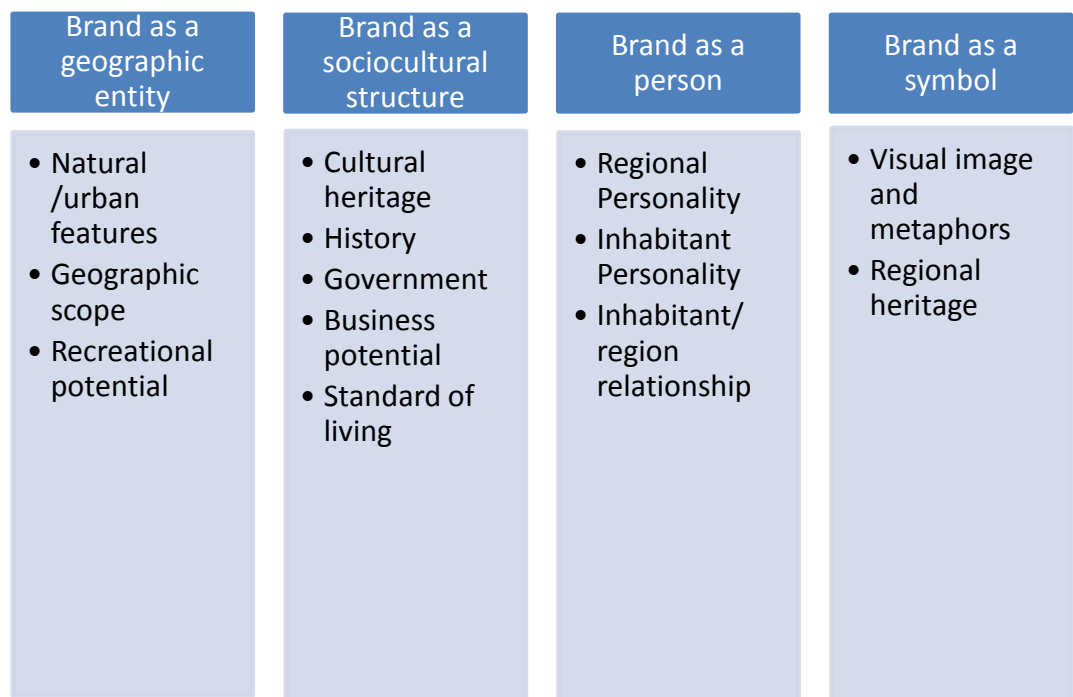 Brand as a
geographic
entity
• Natural
/urban
features
• Geographic
scope
• Recreational
potential
Brand as a
sociocultural
structure
• Cultural
heritage
• History
• Government
• Business
potential
• Standard of
living
Brand as a
person
• Regional
Personality
• Inhabitant
Personality
• Inhabitant/
region
relationship
Brand as a
symbol
• Visual image
and
metaphors
• Regional
heritage